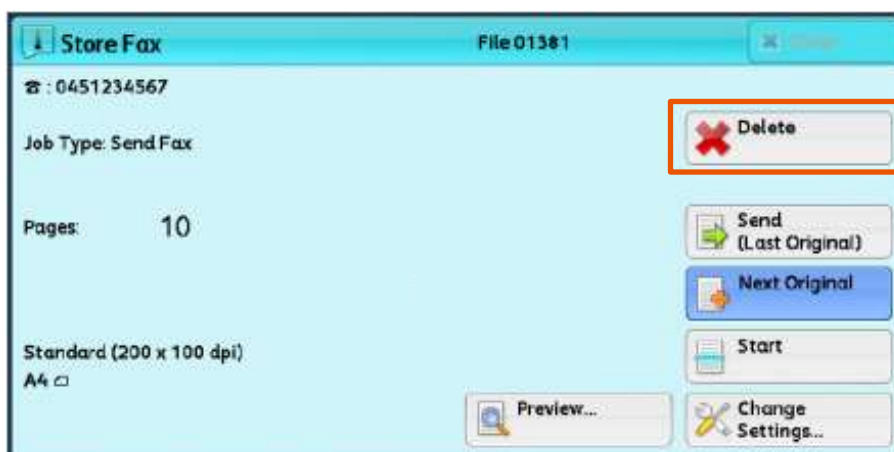 Store Fax
File 01381
☎ : 0451234567
Job Type: Send Fax
Delete
Pages: 10
Send
(Last Original)
Next Original
Standard (200 x 100 dpi)
Start
A4
Preview...
Change
Settings...